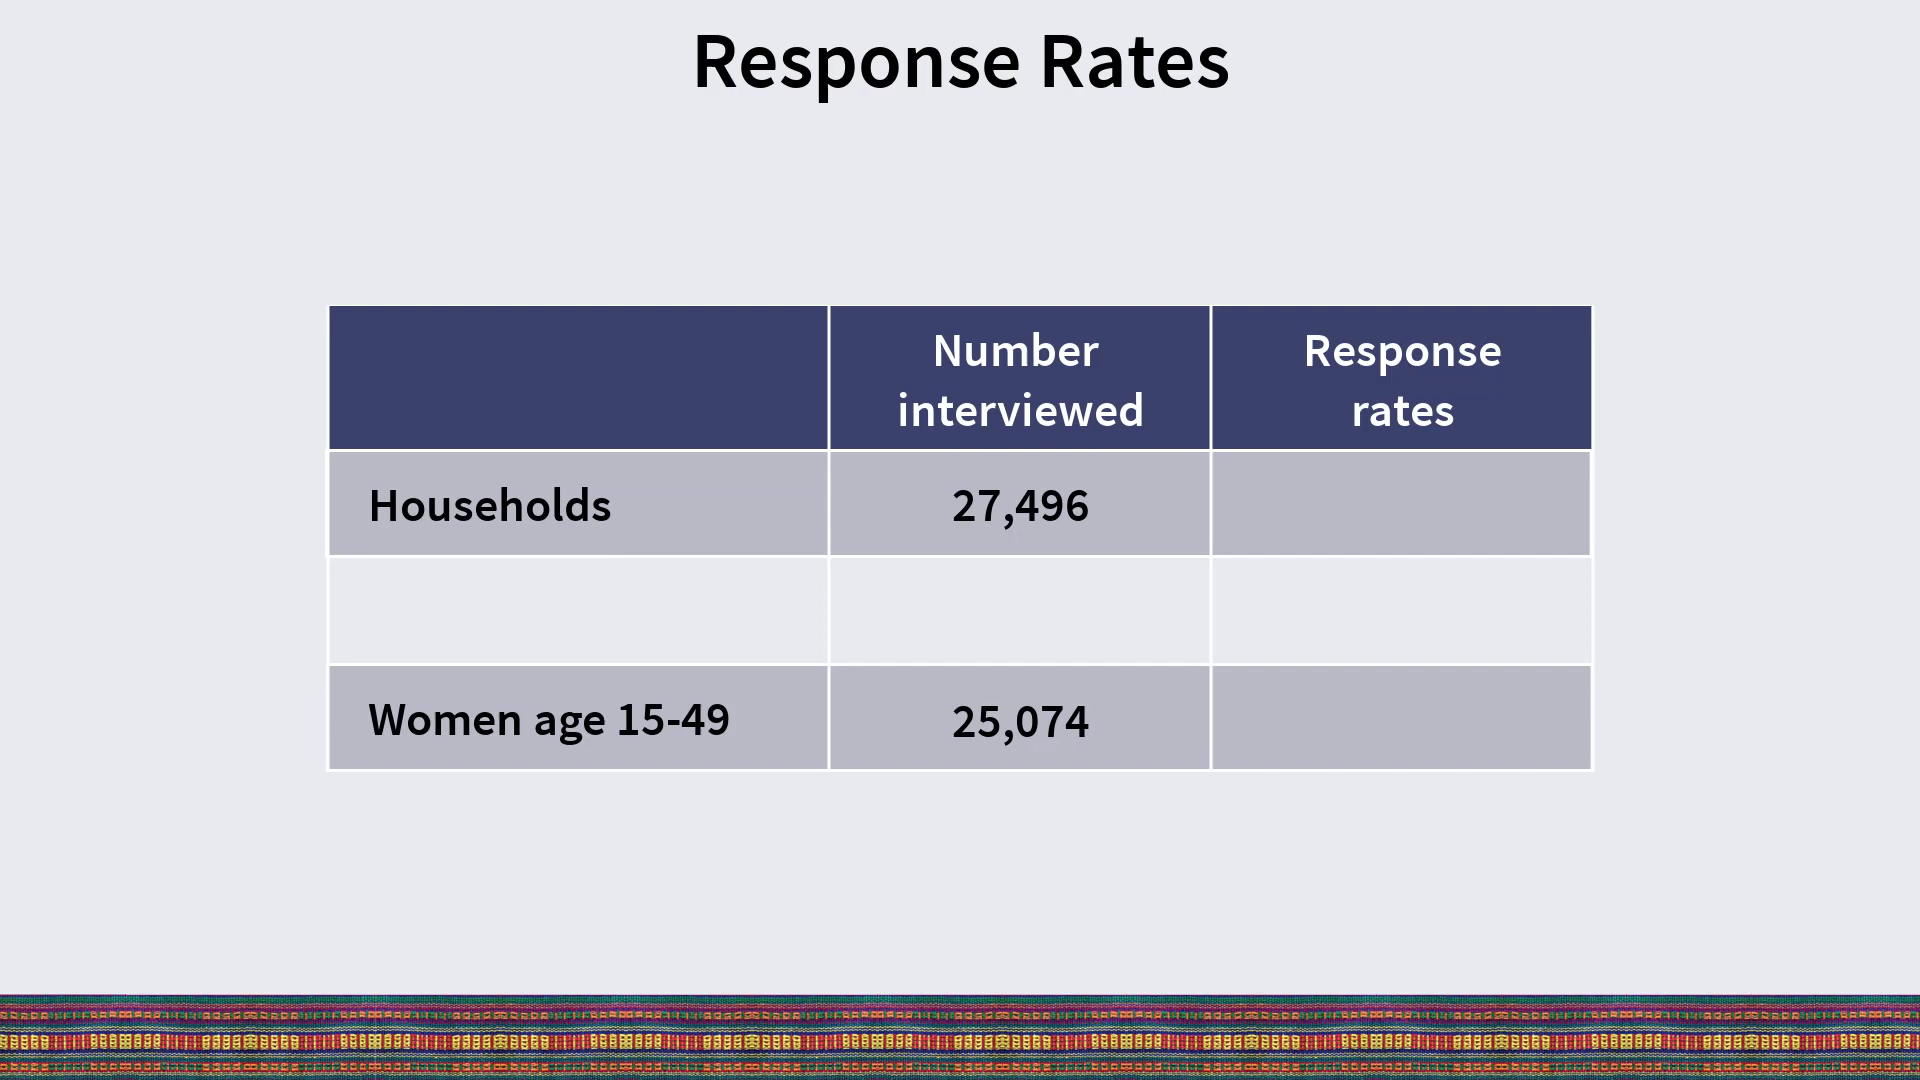 Response Rates
Number
interviewed
Response
rates
Households
27,496
Women age 15-49
25,074